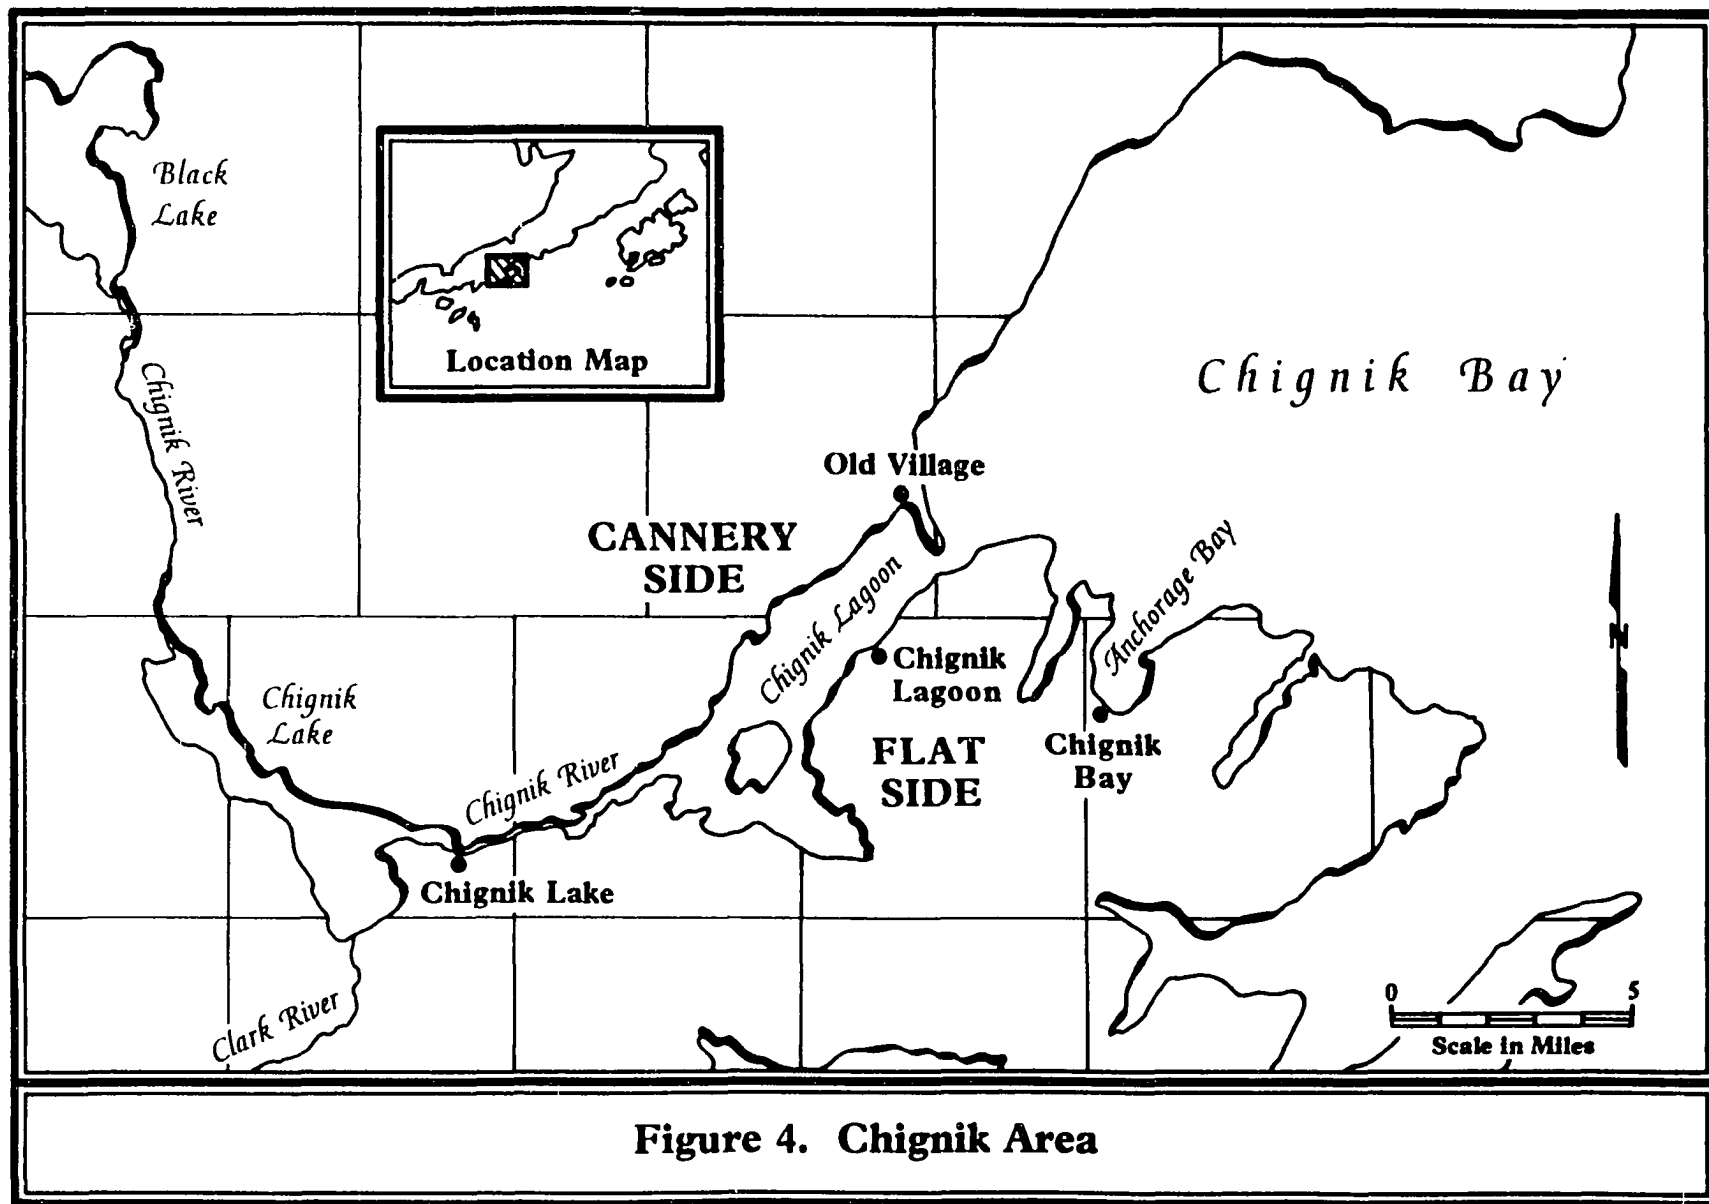 Black
Lake
Location Map
Chignik Bay
Chignik River
Old Village
CANNERY
SIDE
Chignik Lagoon
Anchorage Bay
N
Chignik
Lagoon
Chignik
Lake
FLAT
SIDE
Chignik
Bay
Chignik River
Chignik Lake
Clark River
0 5
Scale in Miles
Figure 4. Chignik Area